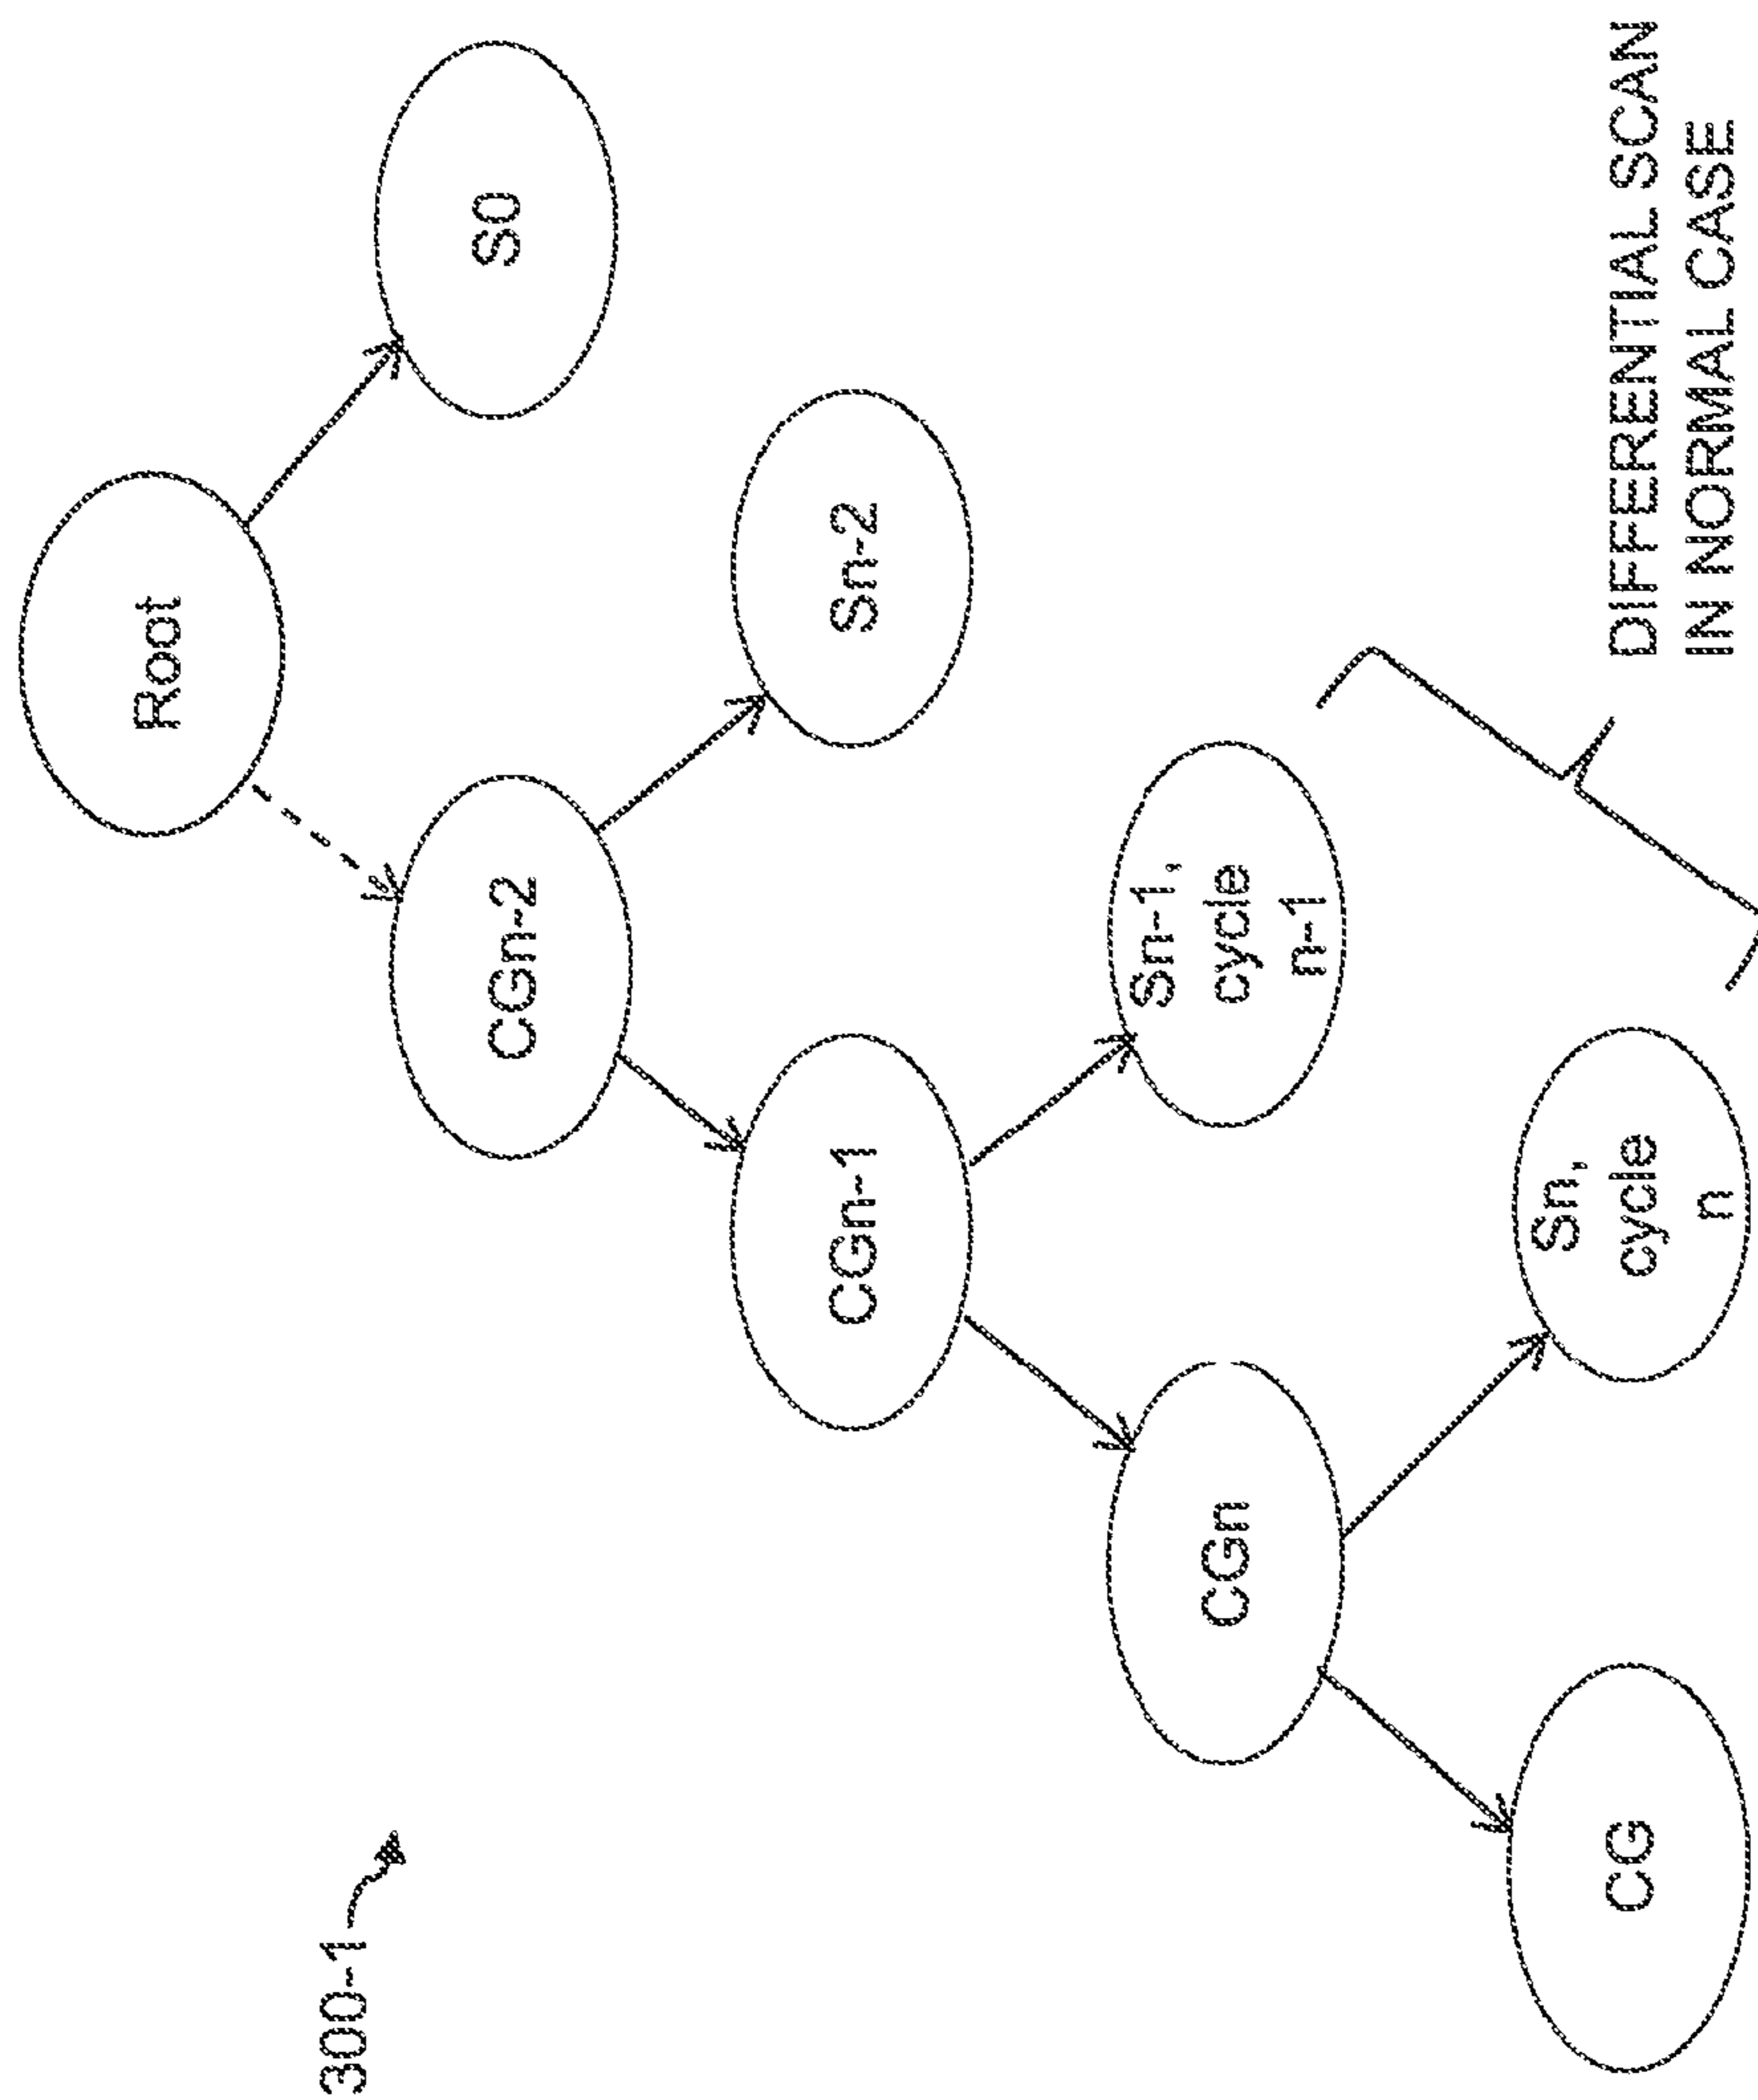 300-1
Root
S0
CGn-2
Sn-2
CGn-1
Sn-1,
cycle
n-1
CGn
Sn,
cycle
n
CG
DIFFERENTIAL SCAN
IN NORMAL CASE